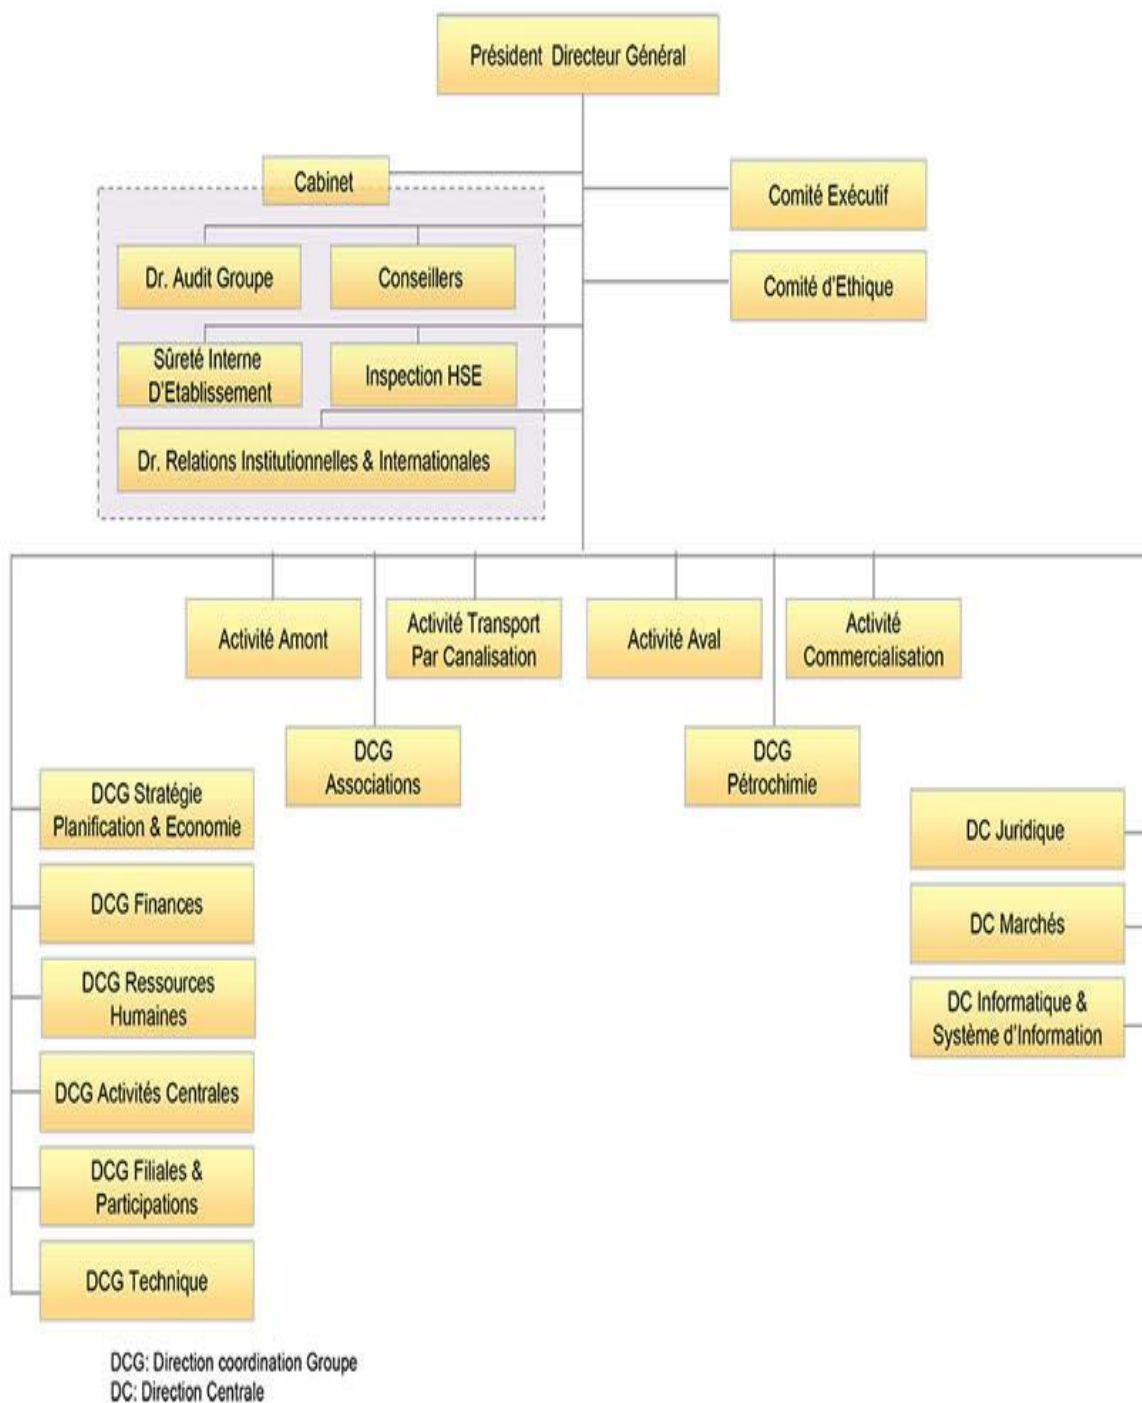 Président Directeur Général
Cabinet
Comité Exécutif
Dr. Audit Groupe
Conseillers
Comité d'Ethique
Sûreté Interne
D'Etablissement
Inspection HSE
Dr. Relations Institutionnelles & Internationales
Activité Amont
Activité Transport
Par Canalisation
Activité Aval
Activité
Commercialisation
DCG
Associations
DCG
Pétrochimie
DCG Stratégie
Planification & Economie
DCG Finances
DCG Ressources
Humaines
DCG Activités Centrales
DCG Filiales &
Participations
DCG Technique
DC Juridique
DC Marchés
DC Informatique &
Système d'Information
DCG: Direction coordination Groupe
DC: Direction Centrale